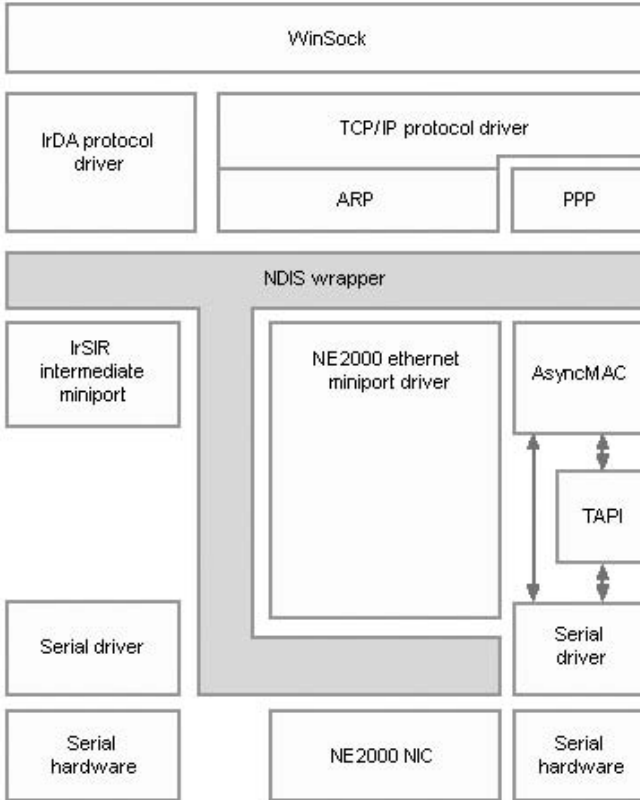 WinSock
IrDA protocol
driver
TCP/IP protocol driver
ARP
PPP
NDIS wrapper
IrSIR
intermediate
miniport
NE2000 ethernet
miniport driver
AsyncMAC
TAPI
Serial driver
Serial
driver
Serial
hardware
NE2000 NIC
Serial
hardware